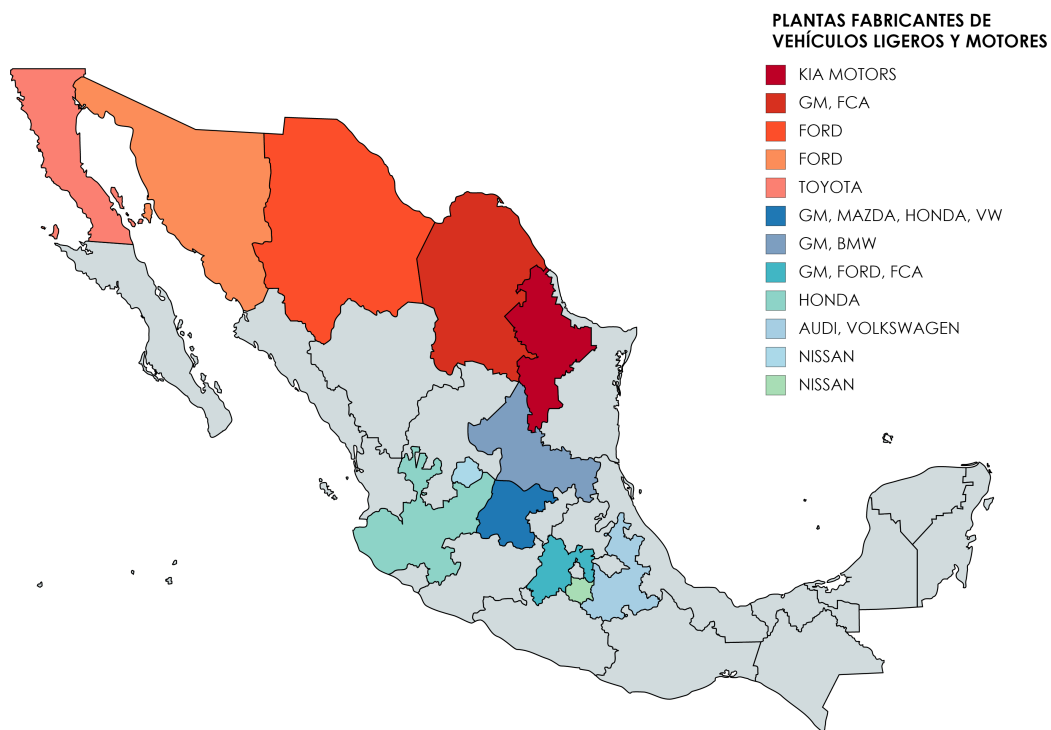 PLANTAS FABRICANTES DE
VEHÍCULOS LIGEROS Y MOTORES
KIA MOTORS
GM, FCA
FORD
FORD
TOYOTA
GM, MAZDA, HONDA, VW
GM, BMW
GM, FORD, FCA
HONDA
AUDI, VOLKSWAGEN
NISSAN
NISSAN